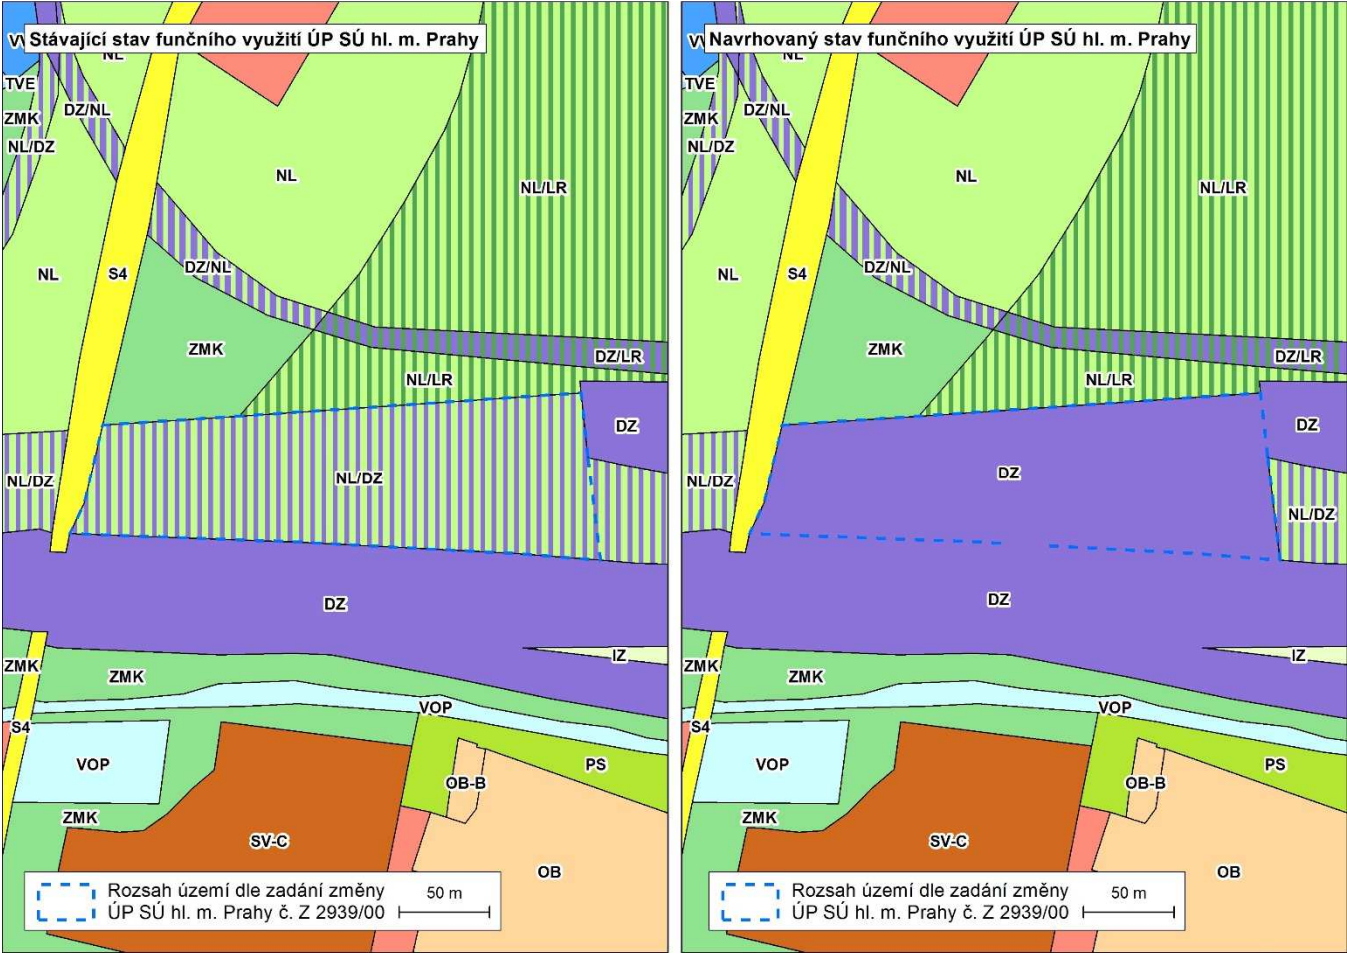 Stávající stav funčního využití ÚP SÚ hl. m. Prahy
NL
TVE
DZ/NL
ZMK
NL/DZ
NL
NL/LR
DZ/NL
NL
S4
ZMK
DZ/LR
NL/LR
DZ
NL/DZ
NL/DZ
DZ
IZ
ZMK
ZMK
VOP
S4
VOP
PS
OB-B
ZMK
SV-C
OB
Rozsah území dle zadání změny
ÚP SÚ hl. m. Prahy č. Z 2939/00
50 m
Navrhovaný stav funčního využití ÚP SÚ hl. m. Prahy
NL
TVE
DZ/NL
ZMK
NL/DZ
NL
NL/LR
DZ/NL
NL
S4
ZMK
DZ/LR
NL/LR
DZ
DZ
NL/DZ
NL/DZ
DZ
IZ
ZMK
ZMK
VOP
S4
VOP
PS
OB-B
ZMK
SV-C
OB
Rozsah území dle zadání změny
ÚP SÚ hl. m. Prahy č. Z 2939/00
50 m